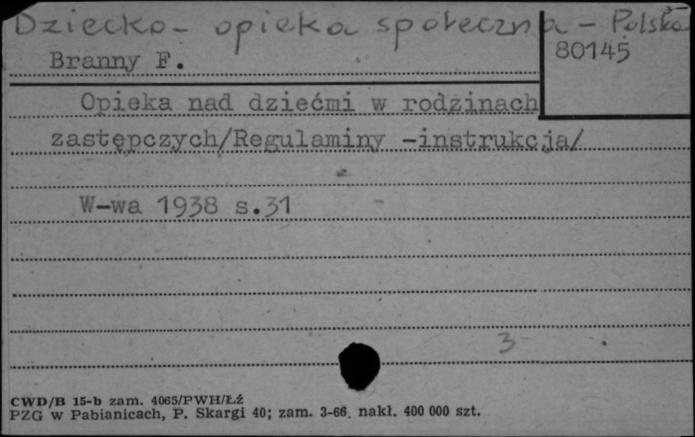 Dziecko - opieka społeczna - Polska
Branny F.
80145
Opieka nad dziećmi w rodzinach
zastępczych/Regulaminy -instrukcja/
W-wa 1938 s.31
3
CWD/B 15-b zam. 4065/PWH/Łź
PZG w Pabianicach, P. Skargi 40; zam. 3-66. nakł. 400 000 szt.